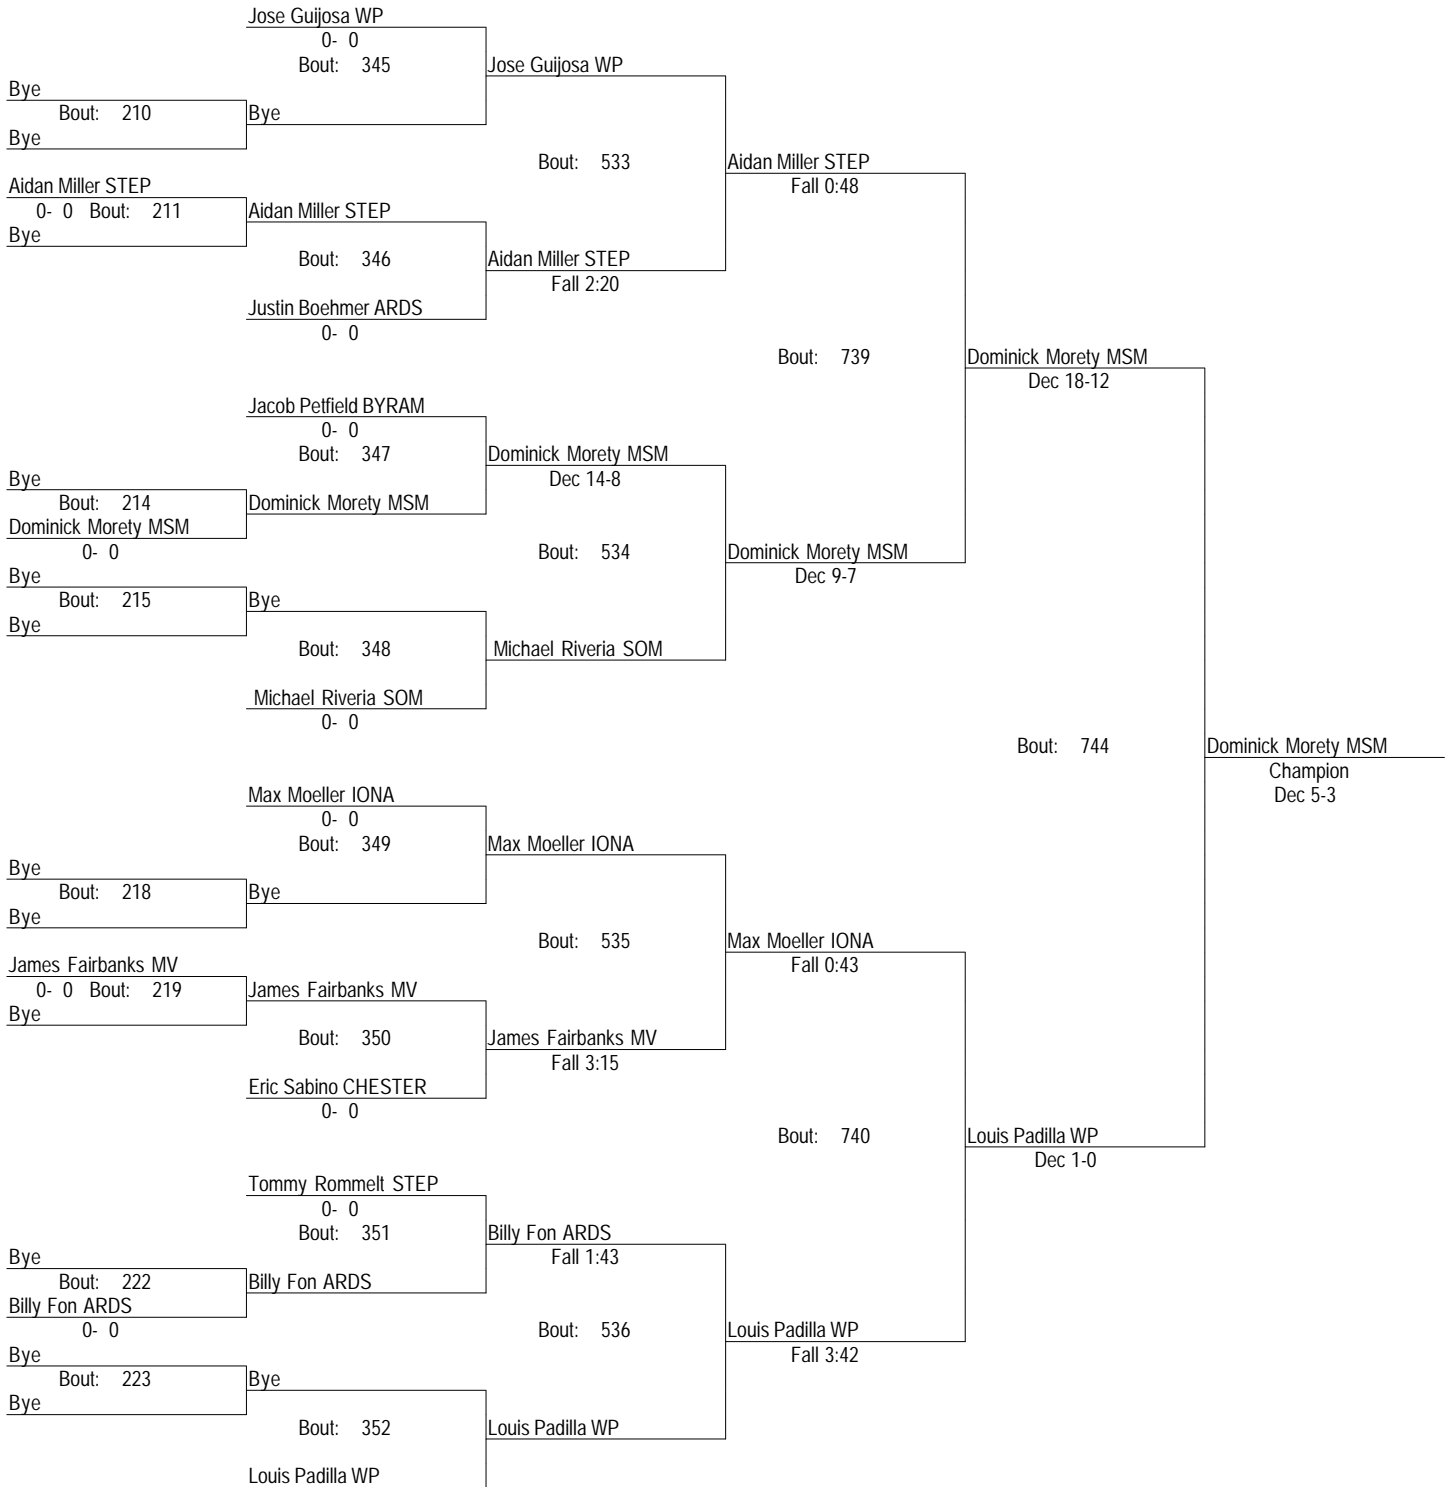 Jose Guijosa WP
0- 0
Bout: 345
Jose Guijosa WP
Bye
Bout: 210
Bye
Bye
Bout: 533
Aidan Miller STEP
Fall 0:48
Aidan Miller STEP
0- 0 Bout: 211
Aidan Miller STEP
Bye
Bout: 346
Aidan Miller STEP
Fall 2:20
Justin Boehmer ARDS
0- 0
Bout: 739
Dominick Morety MSM
Dec 18-12
Jacob Petfield BYRAM
0- 0
Bout: 347
Dominick Morety MSM
Dec 14-8
Bye
Bout: 214
Dominick Morety MSM
Dominick Morety MSM
0- 0
Bout: 534
Dominick Morety MSM
Dec 9-7
Bye
Bout: 215
Bye
Bye
Bout: 348
Michael Riveria SOM
Michael Riveria SOM
0- 0
Bout: 744
Dominick Morety MSM
Champion
Dec 5-3
Max Moeller IONA
0- 0
Bout: 349
Max Moeller IONA
Bye
Bout: 218
Bye
Bye
Bout: 535
Max Moeller IONA
Fall 0:43
James Fairbanks MV
0- 0 Bout: 219
James Fairbanks MV
Bye
Bout: 350
James Fairbanks MV
Fall 3:15
Eric Sabino CHESTER
0- 0
Bout: 740
Louis Padilla WP
Dec 1-0
Tommy Rommelt STEP
0- 0
Bout: 351
Billy Fon ARDS
Fall 1:43
Bye
Bout: 222
Billy Fon ARDS
Billy Fon ARDS
0- 0
Bout: 536
Louis Padilla WP
Fall 3:42
Bye
Bout: 223
Bye
Bye
Bout: 352
Louis Padilla WP
Louis Padilla WP